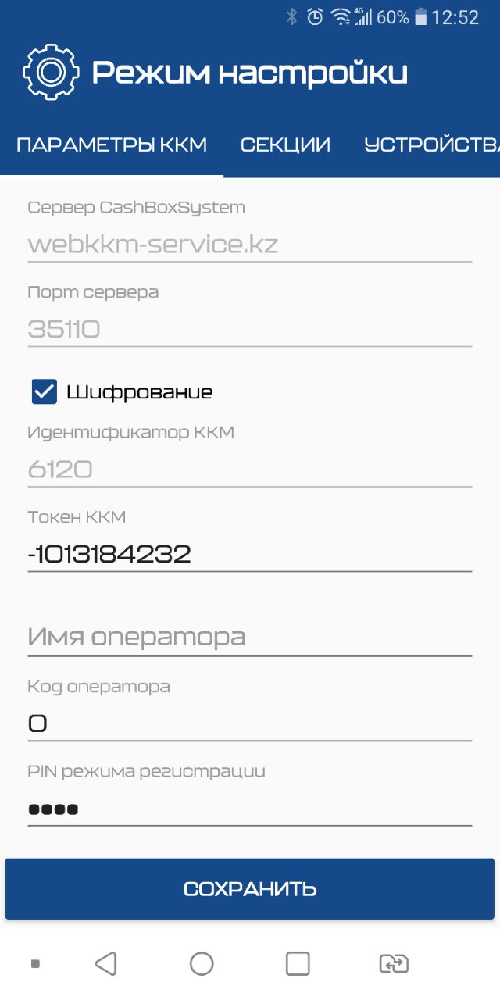 4G 60% 12:52
Режим настройки
ПАРАМЕТРЫ ККМ СЕКЦИИ УСТРОЙСТВА
Сервер CashBoxSystem
webkkm-service.kz
Порт сервера
35110
Шифрование
Идентификатор ККМ
6120
Токен ККМ
-1013184232
Имя оператора
Код оператора
0
PIN режима регистрации
СОХРАНИТЬ